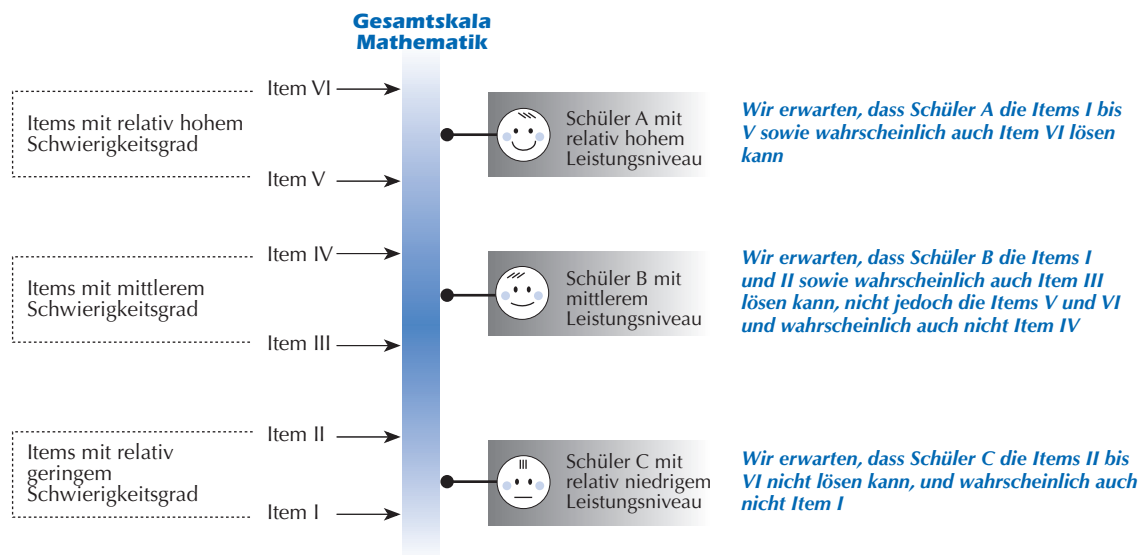 Gesamtskala
Mathematik
Items mit relativ hohem
Schwierigkeitsgrad
Item VI
Item V
Schüler A mit
relativ hohem
Leistungsniveau
Wir erwarten, dass Schüler A die Items I bis
V sowie wahrscheinlich auch Item VI lösen
kann
Items mit mittlerem
Schwierigkeitsgrad
Item IV
Item III
Schüler B mit
mittlerem
Leistungsniveau
Wir erwarten, dass Schüler B die Items I
und II sowie wahrscheinlich auch Item III
lösen kann, nicht jedoch die Items V und VI
und wahrscheinlich auch nicht Item IV
Items mit relativ
geringem
Schwierigkeitsgrad
Item II
Item I
Schüler C mit
relativ niedrigem
Leistungsniveau
Wir erwarten, dass Schüler C die Items II bis
VI nicht lösen kann, und wahrscheinlich auch
nicht Item I